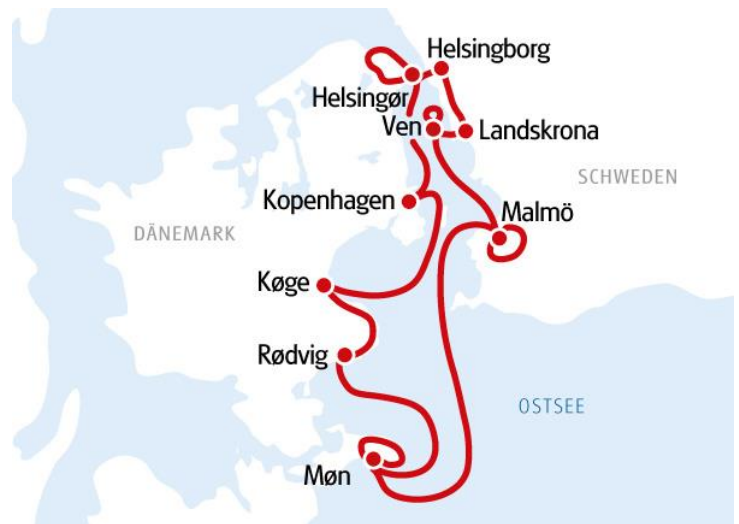 Helsingborg
Helsingør
Ven
Landskrona
SCHWEDEN
Kopenhagen
Malmö
DÄNEMARK
Køge
Rødvig
OSTSEE
Møn